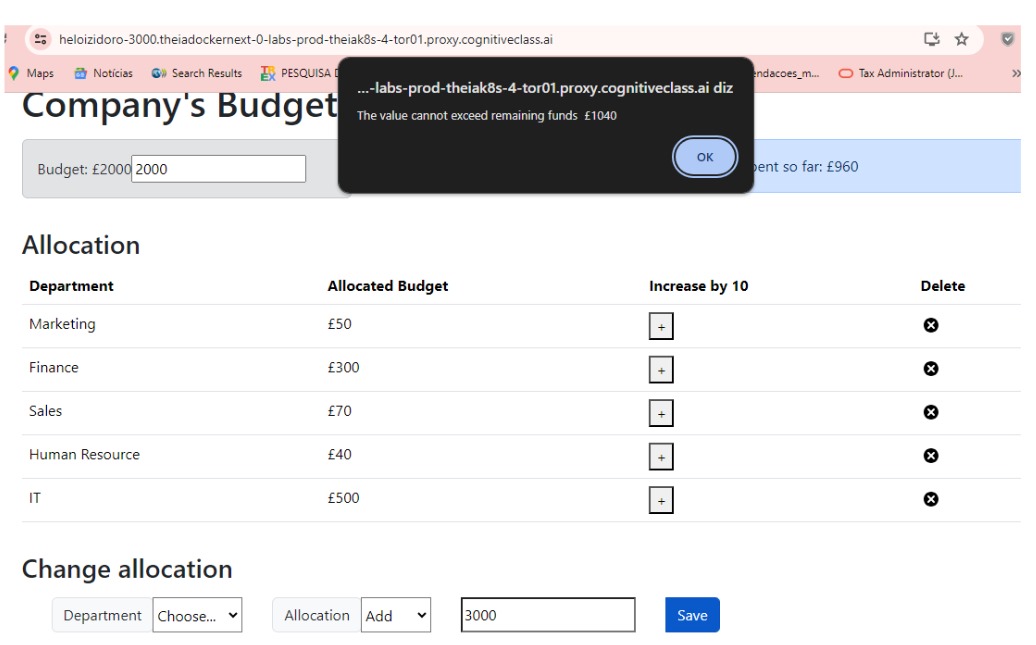 heloizidoro-3000.theiadockernext-0-labs-prod-theiak8s-4-tor01.proxy.cognitiveclass.ai
Maps Notícias Search Results PESQUISA Tax Administrator (J... »
...-labs-prod-theiak8s-4-tor01.proxy.cognitiveclass.ai diz
The value cannot exceed remaining funds £1040
OK
Company's Budget
Budget: £2000 2000
so far: £960
Allocation
Department Allocated Budget Increase by 10 Delete
Marketing £50 +
Finance £300 +
Sales £70 +
Human Resource £40 +
IT £500 +
Change allocation
Department Choose... Allocation Add 3000 Save